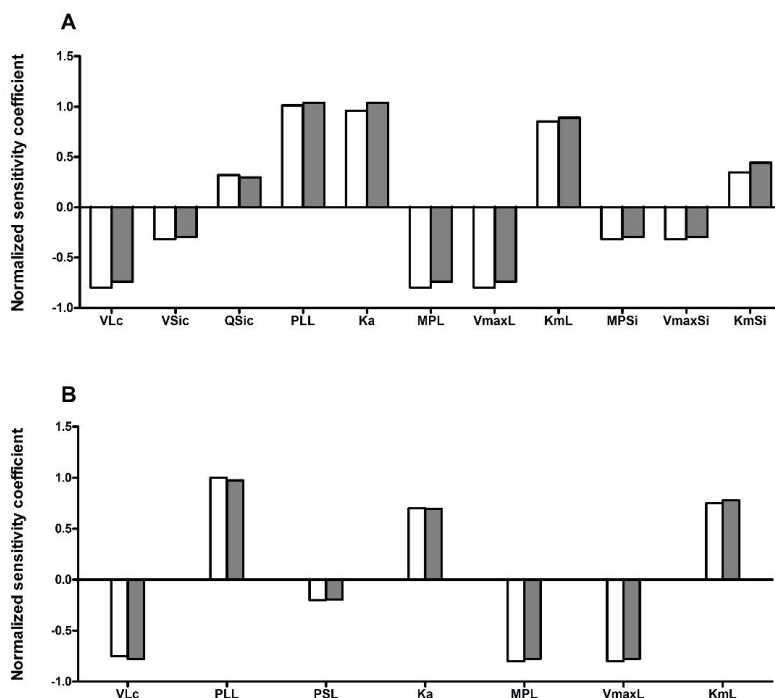 A
Normalized sensitivity coefficient
1.5
1.0
0.5
0.0
-0.5
-1.0
VLc VSic QSic PLL Ka MPL VmaxL KmL MPSi VmaxSi KmSi
B
Normalized sensitivity coefficient
1.5
1.0
0.5
0.0
-0.5
-1.0
VLc PLL PSL Ka MPL VmaxL KmL